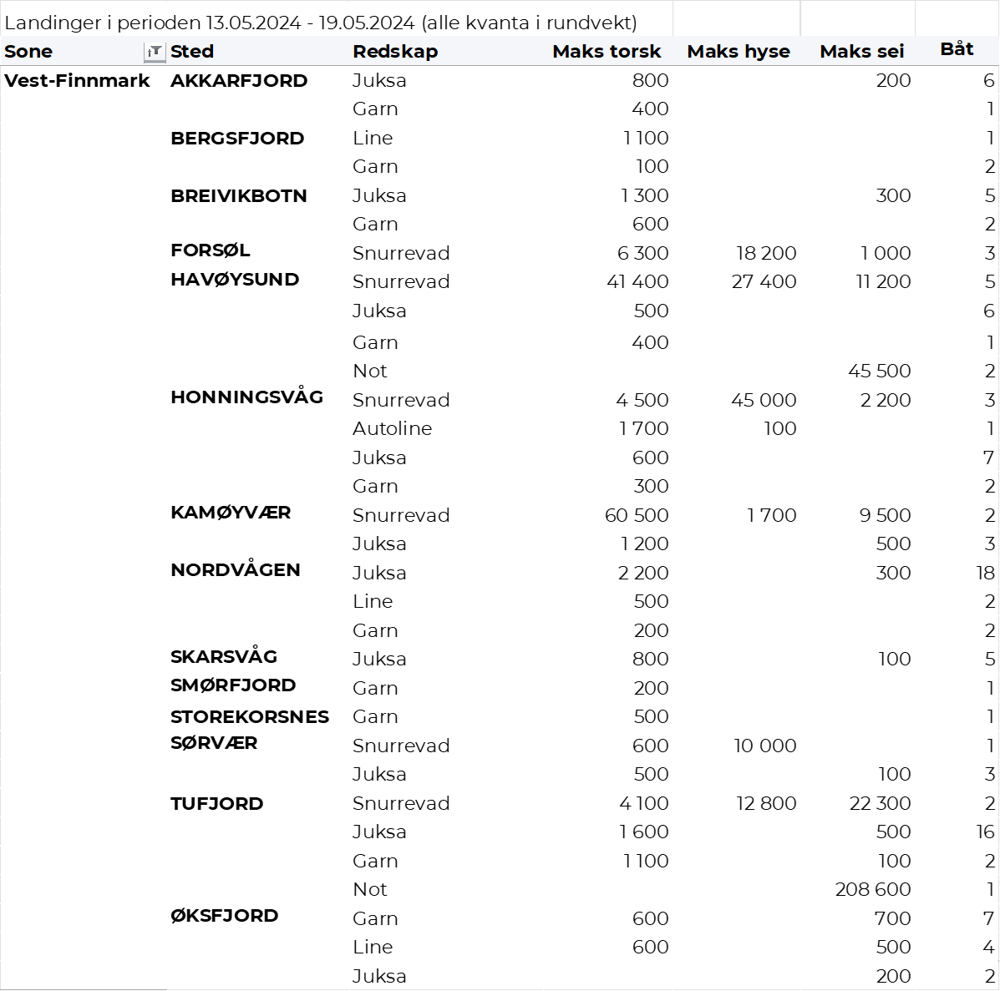 Landinger i perioden 13.05.2024 - 19.05.2024 (alle kvanta i rundvekt)
Sone Sted Redskap Maks torsk Maks hyse Maks sei Båt
Vest-Finnmark AKKARFJORD Juksa 800 200 6
Garn 400 1
BERGSFJORD Line 1 100 1
Garn 100 2
BREIVIKBOTN Juksa 1 300 300 5
Garn 600 2
FORSØL Snurrevad 6 300 18 200 1 000 3
HAVØYSUND Snurrevad 41 400 27 400 11 200 5
Juksa 500 6
Garn 400 1
Not 45 500 2
HONNINGSVÅG Snurrevad 4 500 45 000 2 200 3
Autoline 1 700 100 1
Juksa 600 7
Garn 300 2
KAMØYVÆR Snurrevad 60 500 1 700 9 500 2
Juksa 1 200 500 3
NORDVÅGEN Juksa 2 200 300 18
Line 500 2
Garn 200 2
SKARSVÅG Juksa 800 100 5
SMØRFJORD Garn 200 1
STOREKORSNES Garn 500 1
SØRVÆR Snurrevad 600 10 000 1
Juksa 500 100 3
TUFJORD Snurrevad 4 100 12 800 22 300 2
Juksa 1 600 500 16
Garn 1 100 100 2
Not 208 600 1
ØKSFJORD Garn 600 700 7
Line 600 500 4
Juksa 200 2